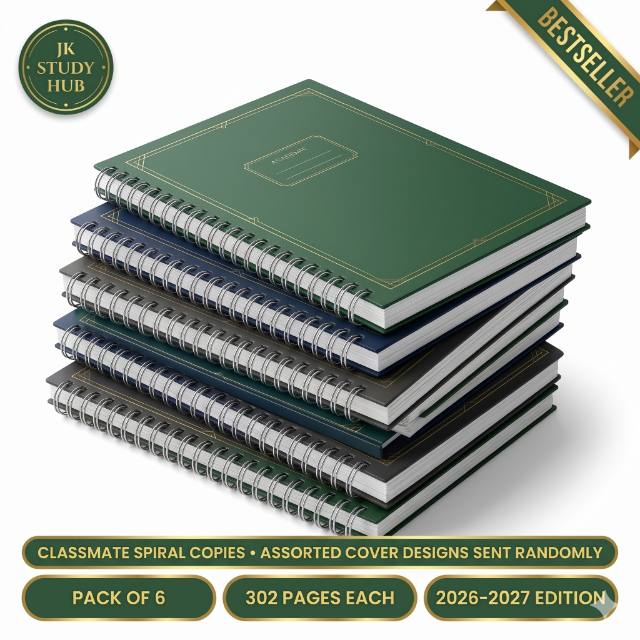 JK
STUDY
HUB
BESTSELLER
CLASSMATE SPIRAL COPIES • ASSORTED COVER DESIGNS SENT RANDOMLY
PACK OF 6
302 PAGES EACH
2026-2027 EDITION